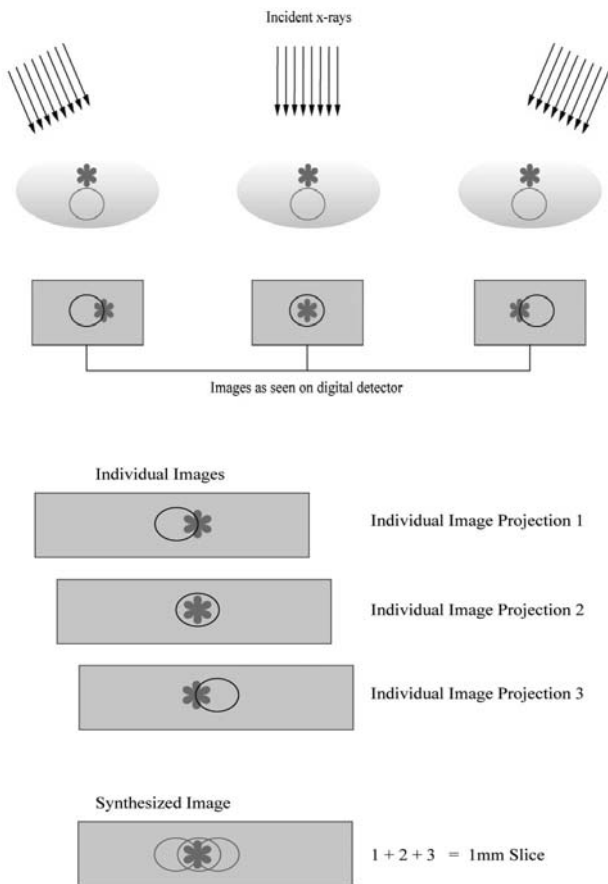 Incident x-rays
Images as seen on digital detector
Individual Images
Individual Image Projection 1
Individual Image Projection 2
Individual Image Projection 3
Synthesized Image
1 + 2 + 3 = 1mm Slice